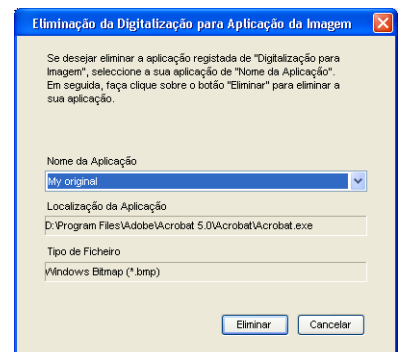 Eliminação da Digitalização para Aplicação da Imagem
Se desejar eliminar a aplicação registada de "Digitalização para
Imagem", seleccione a sua aplicação de "Nome da Aplicação".
Em seguida, faça clique sobre o botão "Eliminar" para eliminar a
sua aplicação.
Nome da Aplicação
My original
Localização da Aplicação
D:\Program Files\Adobe\Acrobat 5.0\Acrobat\Acrobat.exe
Tipo de Ficheiro
Windows Bitmap (*.bmp)
Eliminar Cancelar